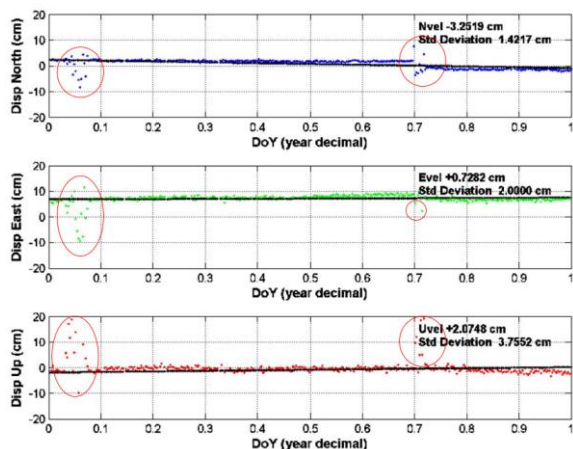 20
10
0
-10
-20
Disp North (cm)
Nvel -3.2519 cm
Std Deviation 1.4217 cm
0 0.1 0.2 0.3 0.4 0.5 0.6 0.7 0.8 0.9 1
DoY (year decimal)
20
10
0
-10
-20
Disp East (cm)
Evel +0.7282 cm
Std Deviation 2.0000 cm
0 0.1 0.2 0.3 0.4 0.5 0.6 0.7 0.8 0.9 1
DoY (year decimal)
20
10
0
-10
-20
Disp Up (cm)
Uvel +2.0748 cm
Std Deviation 3.7552 cm
0 0.1 0.2 0.3 0.4 0.5 0.6 0.7 0.8 0.9 1
DoY (year decimal)